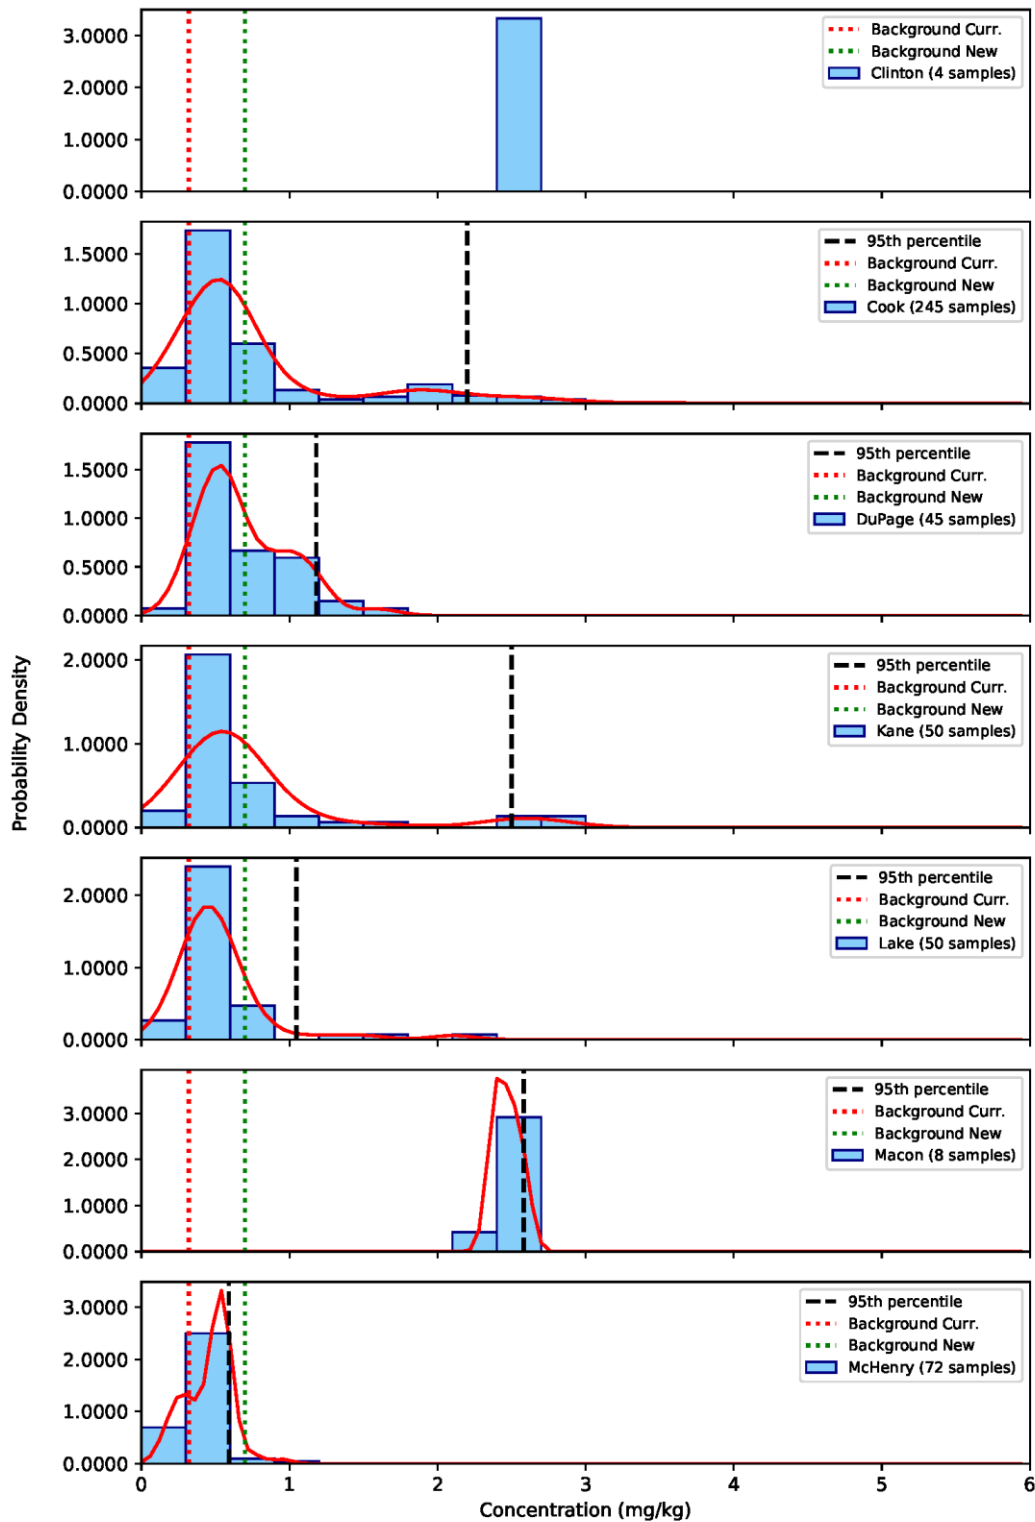 3.0000
2.0000
1.0000
0.0000
Background Curr.
Background New
Clinton (4 samples)
1.5000
1.0000
0.5000
0.0000
95th percentile
Background Curr.
Background New
Cook (245 samples)
1.5000
1.0000
0.5000
0.0000
95th percentile
Background Curr.
Background New
DuPage (45 samples)
Probability Density
2.0000
1.0000
0.0000
95th percentile
Background Curr.
Background New
Kane (50 samples)
2.0000
1.0000
0.0000
95th percentile
Background Curr.
Background New
Lake (50 samples)
3.0000
2.0000
1.0000
0.0000
95th percentile
Background Curr.
Background New
Macon (8 samples)
3.0000
2.0000
1.0000
0.0000
95th percentile
Background Curr.
Background New
McHenry (72 samples)
0 1 2 3 4 5 6
Concentration (mg/kg)